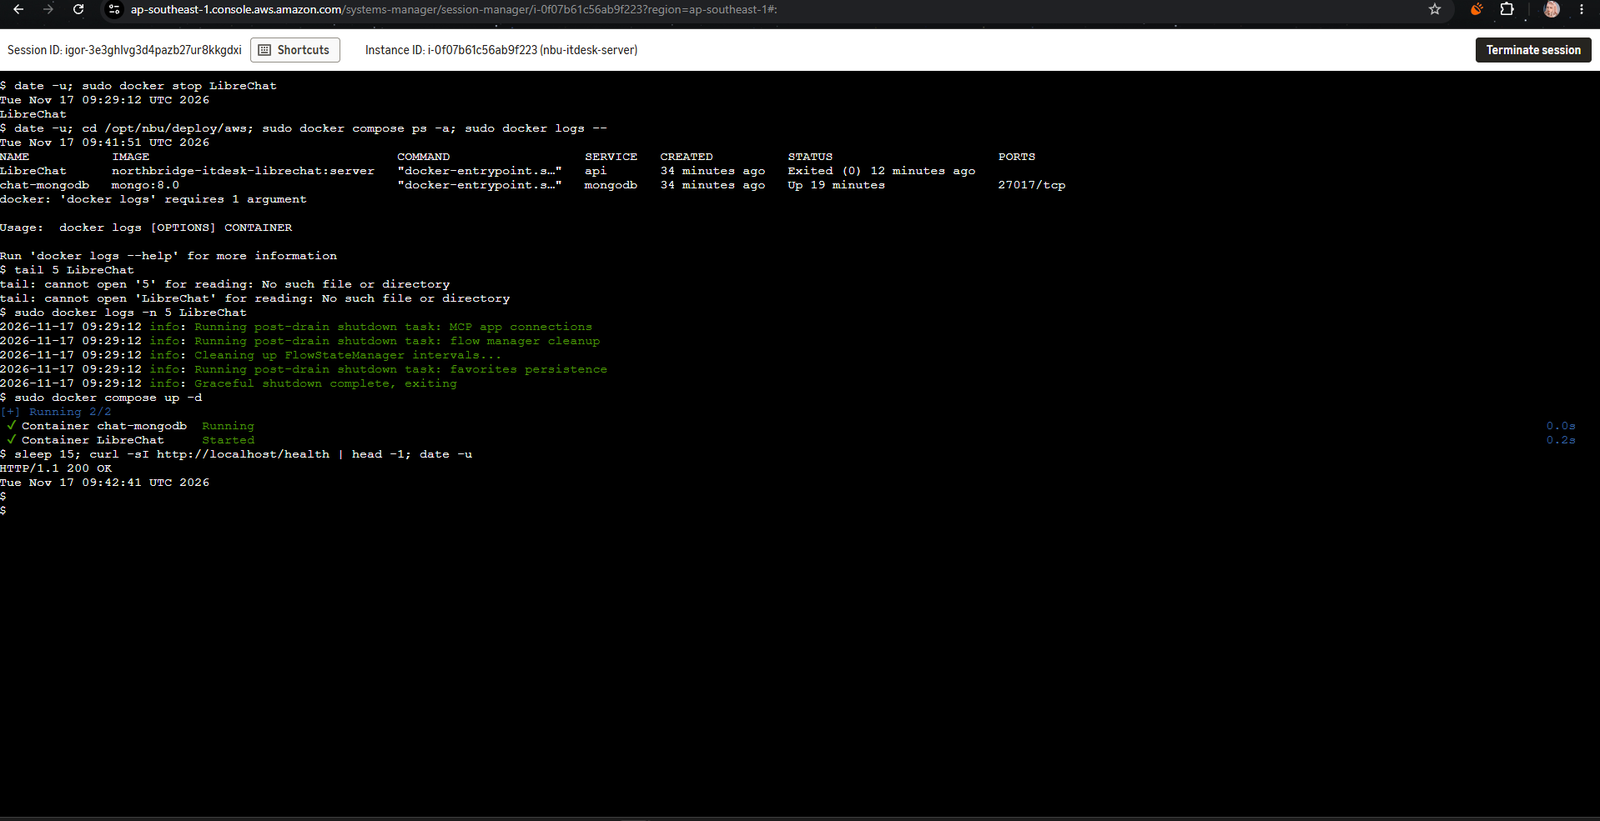 ap-southeast-1.console.aws.amazon.com/systems-manager/session-manager/i-0f07b61c56ab9f223?region=ap-southeast-1#:
Session ID: igor-3e3ghlvg3d4pazb27ur8kkgdxi Shortcuts Instance ID: i-0f07b61c56ab9f223 (nbu-itdesk-server) Terminate session
$ date -u; sudo docker stop LibreChat
Tue Nov 17 09:29:12 UTC 2026
LibreChat
$ date -u; cd /opt/nbu/deploy/aws; sudo docker compose ps -a; sudo docker logs --
Tue Nov 17 09:41:51 UTC 2026
NAME IMAGE COMMAND SERVICE CREATED STATUS PORTS
LibreChat northbridge-itdesk-librechat:server "docker-entrypoint.s…" api 34 minutes ago Exited (0) 12 minutes ago
chat-mongodb mongo:8.0 "docker-entrypoint.s…" mongodb 34 minutes ago Up 19 minutes 27017/tcp
docker: 'docker logs' requires 1 argument
Usage: docker logs [OPTIONS] CONTAINER
Run 'docker logs --help' for more information
$ tail 5 LibreChat
tail: cannot open '5' for reading: No such file or directory
tail: cannot open 'LibreChat' for reading: No such file or directory
$ sudo docker logs -n 5 LibreChat
2026-11-17 09:29:12 info: Running post-drain shutdown task: MCP app connections
2026-11-17 09:29:12 info: Running post-drain shutdown task: flow manager cleanup
2026-11-17 09:29:12 info: Cleaning up FlowStateManager intervals...
2026-11-17 09:29:12 info: Running post-drain shutdown task: favorites persistence
2026-11-17 09:29:12 info: Graceful shutdown complete, exiting
$ sudo docker compose up -d
[+] Running 2/2
✓ Container chat-mongodb Running 0.0s
✓ Container LibreChat Started 0.2s
$ sleep 15; curl -sI http://localhost/health | head -1; date -u
HTTP/1.1 200 OK
Tue Nov 17 09:42:41 UTC 2026
$
$